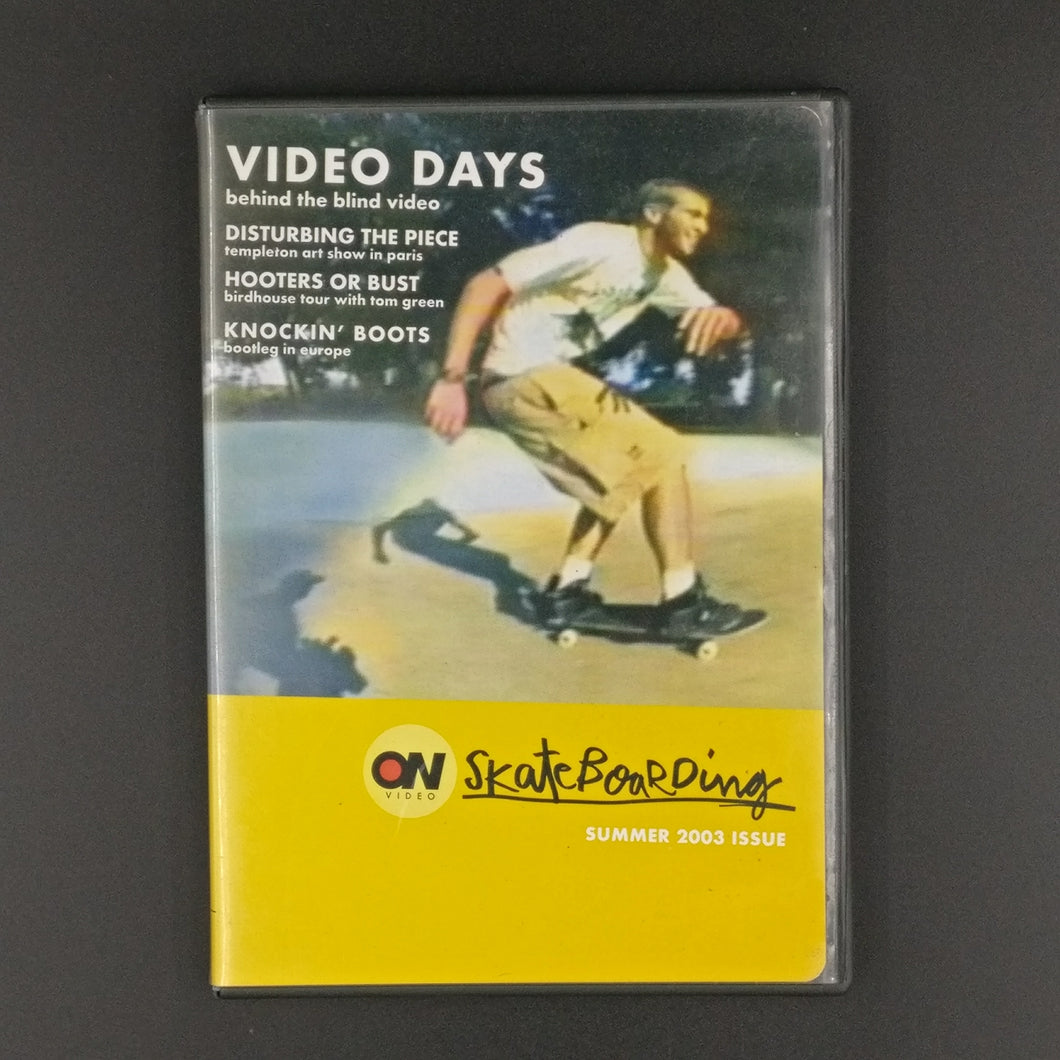 VIDEO DAYS
behind the blind video
DISTURBING THE PIECE
templeton art show in paris
HOOTERS OR BUST
birdhouse tour with tom green
KNOCKIN' BOOTS
bootleg in europe
ON SKateBoaRDing
VIDEO
SUMMER 2003 ISSUE